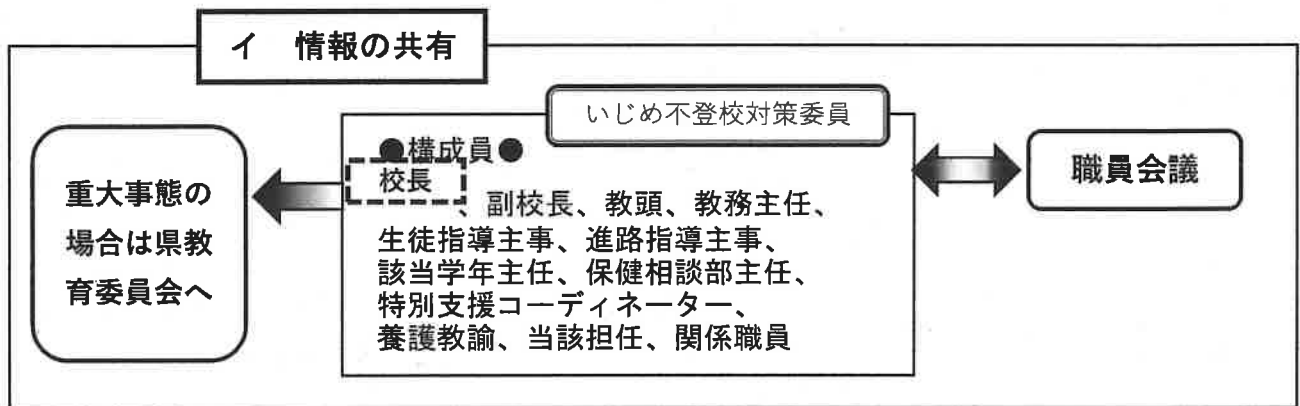 イ　情報の共有
いじめ不登校対策委員
●構成員●
校長
、副校長、教頭、教務主任、
生徒指導主事、進路指導主事、
該当学年主任、保健相談部主任、
特別支援コーディネーター、
養護教諭、当該担任、関係職員
重大事態の
場合は県教
育委員会へ
職員会議